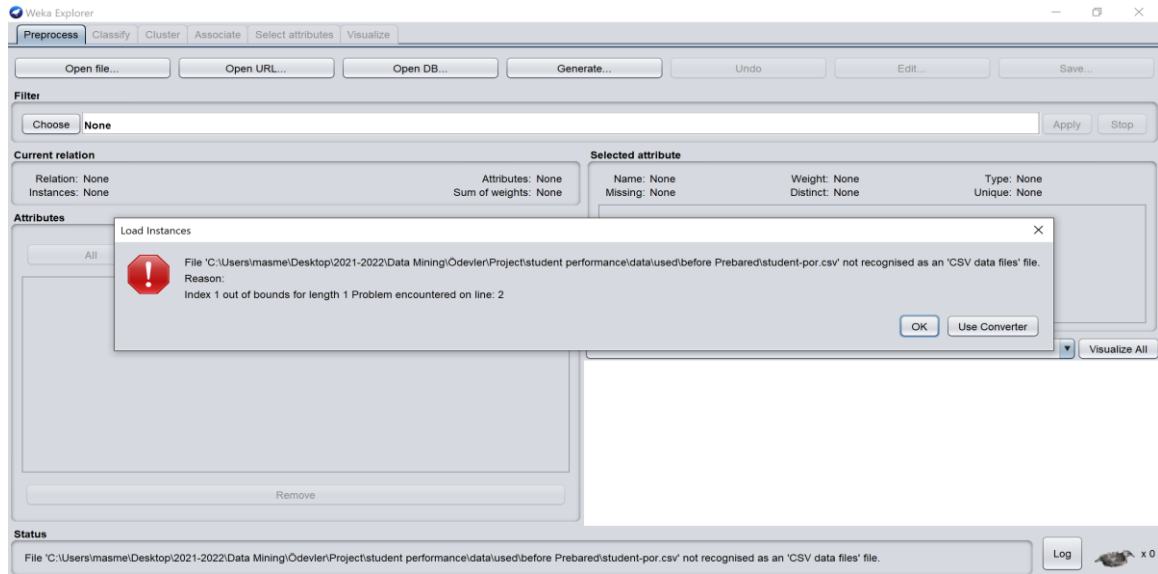 Weka Explorer
Preprocess Classify Cluster Associate Select attributes Visualize
Open file... Open URL... Open DB... Generate... Undo Edit... Save...
Filter
Choose None Apply Stop
Current relation
Relation: None Attributes: None
Instances: None Sum of weights: None
Selected attribute
Name: None Weight: None Type: None
Missing: None Distinct: None Unique: None
Attributes
All
Load Instances
File 'C:\Users\masme\Desktop\2021-2022\Data Mining\Ödevler\Project\student performance\data\used\before Prebared\student-por.csv' not recognised as an 'CSV data files' file.
Reason:
Index 1 out of bounds for length 1 Problem encountered on line: 2
OK Use Converter
Visualize All
Remove
Status
File 'C:\Users\masme\Desktop\2021-2022\Data Mining\Ödevler\Project\student performance\data\used\before Prebared\student-por.csv' not recognised as an 'CSV data files' file.
Log x 0